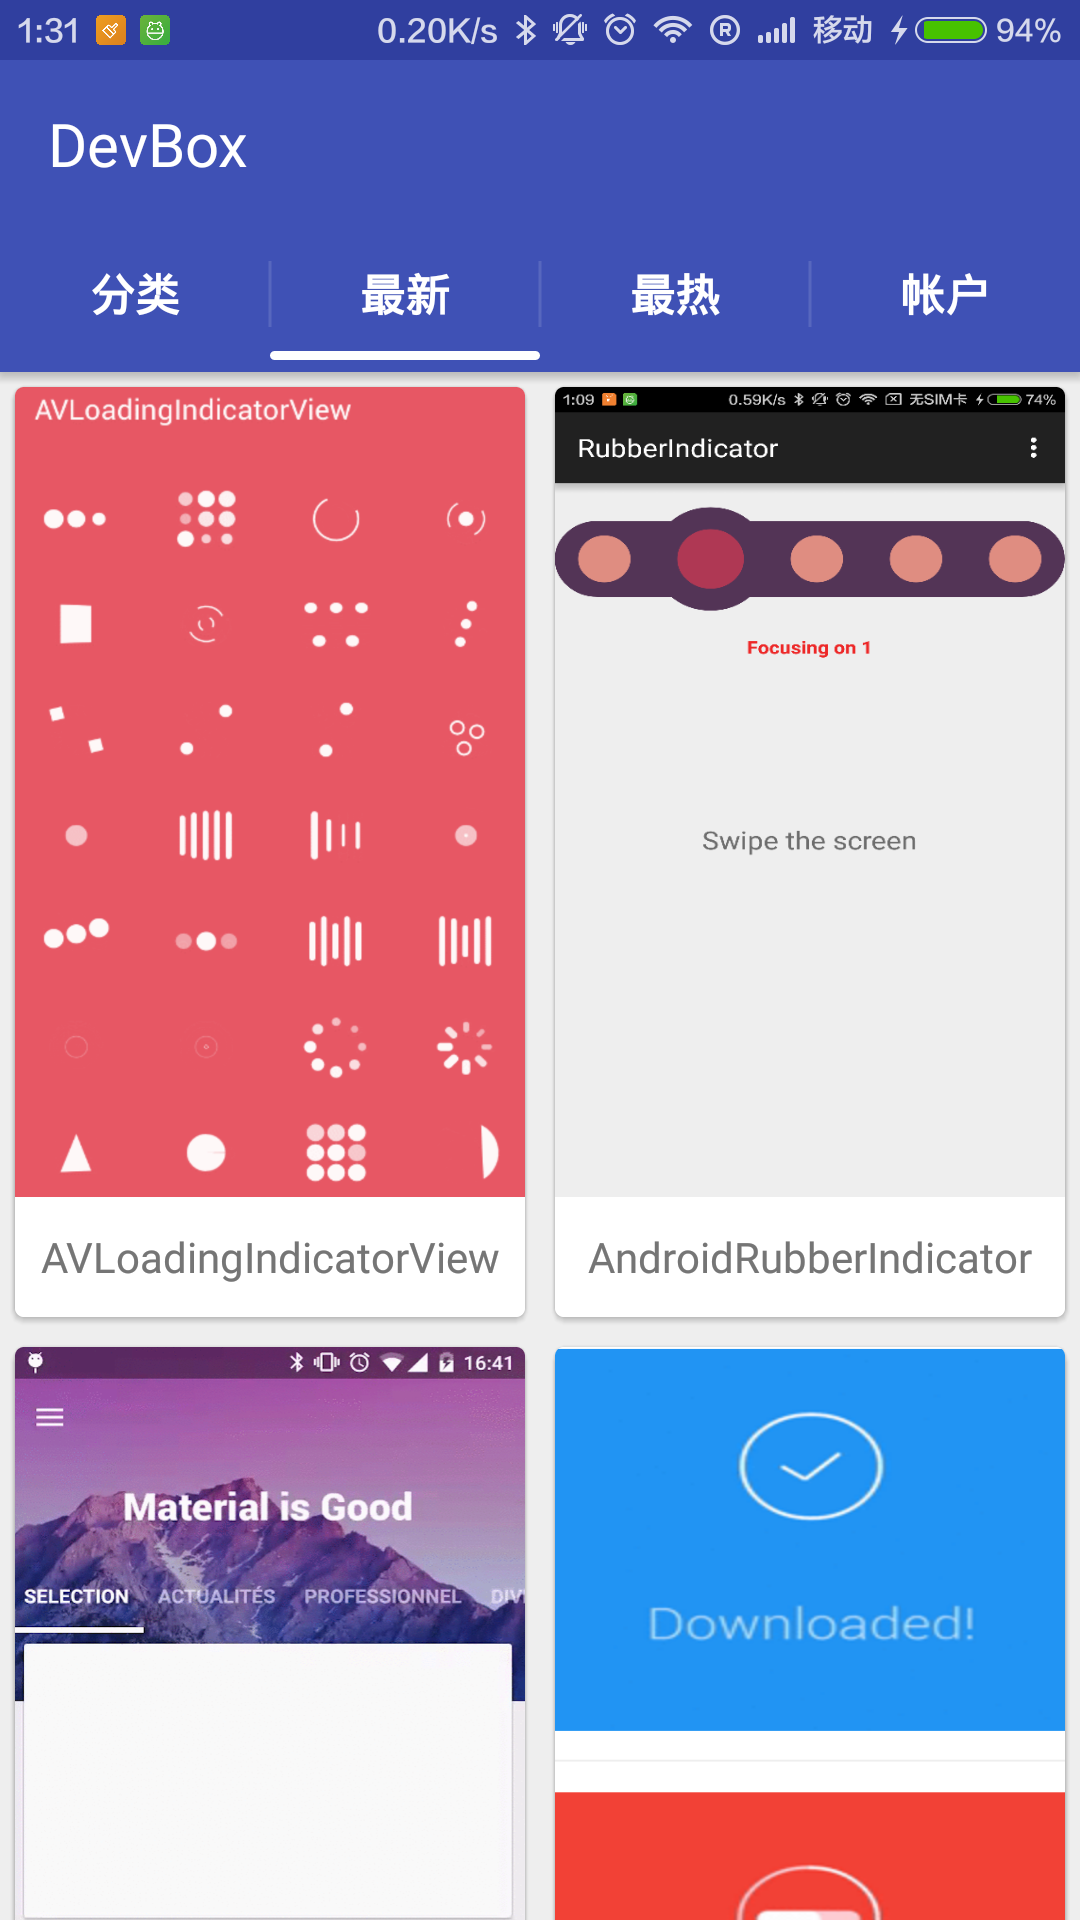 1:31 0.20K/s R 移动 94%
DevBox
分类 最新 最热 帐户
AVLoadingIndicatorView
1:09 0.59K/s 无SIM卡 74%
RubberIndicator
Focusing on 1
Swipe the screen
AVLoadingIndicatorView
AndroidRubberIndicator
16:41
Material is Good
SELECTION ACTUALITÉS PROFESSIONNEL DIV
Downloaded!